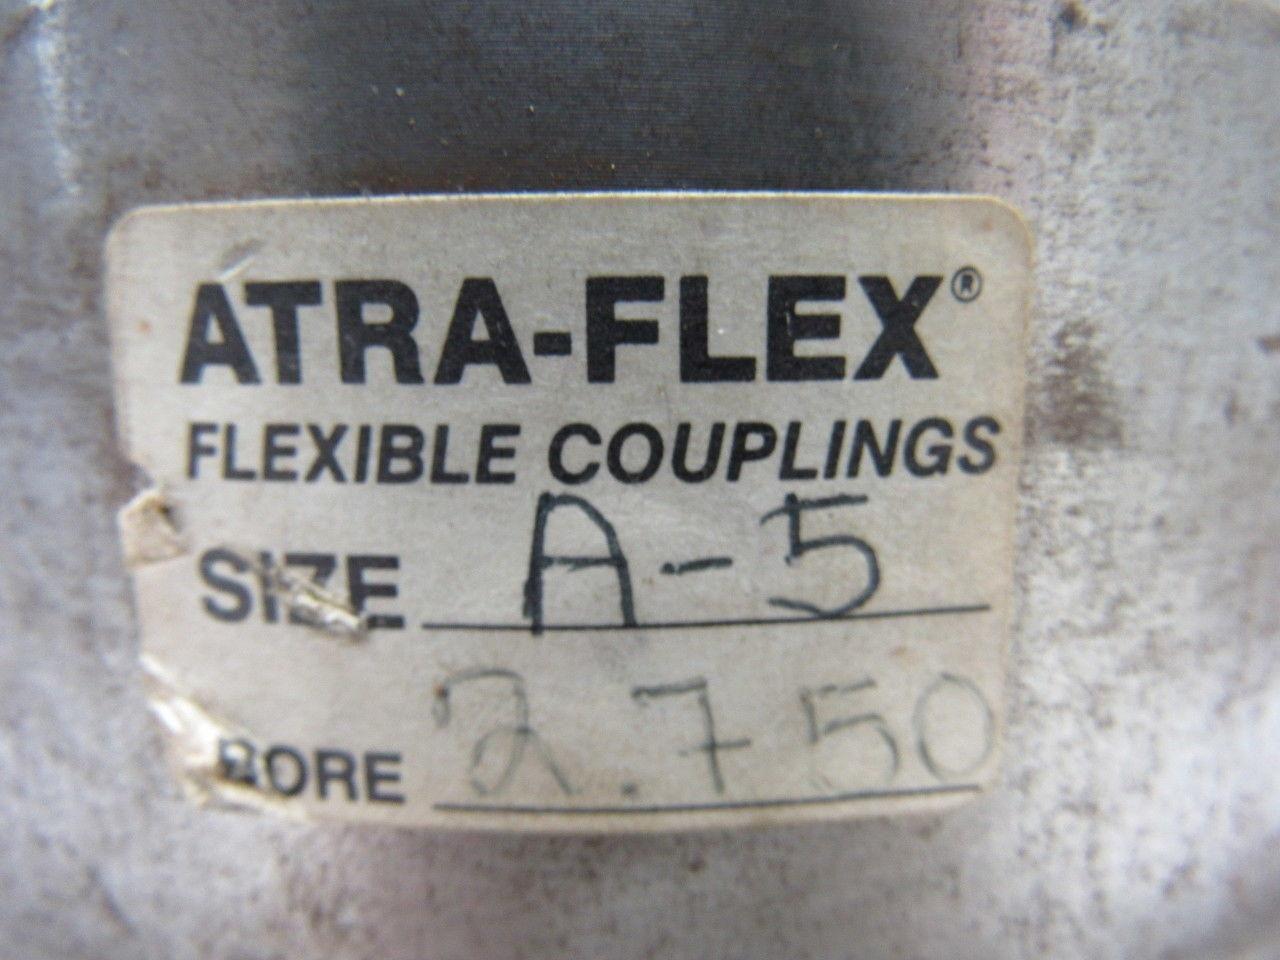 ATRA-FLEX®
FLEXIBLE COUPLINGS
SIZE A-5
BORE 2.750